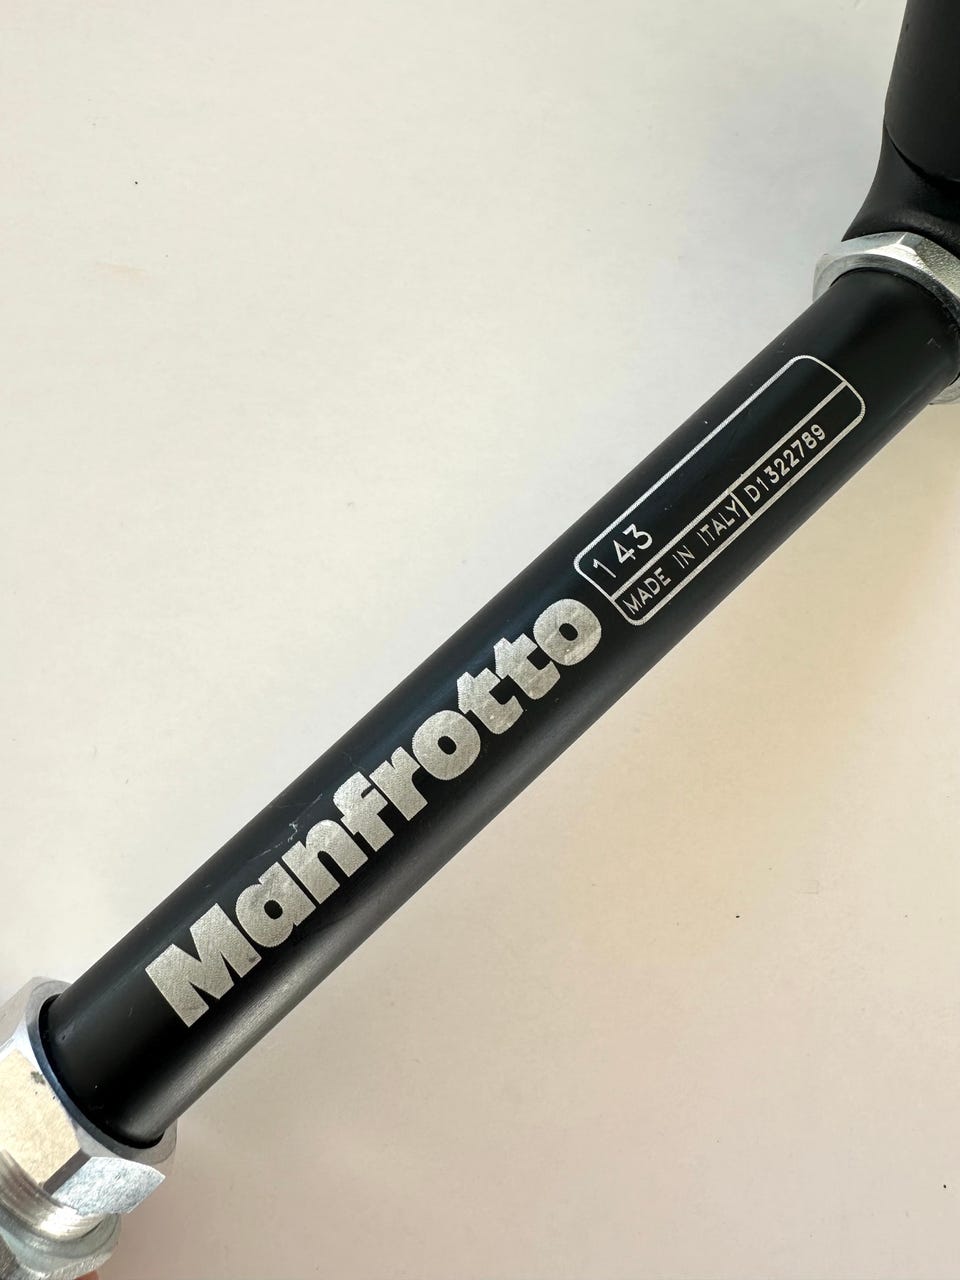 Manfrotto
143
MADE IN ITALY D1322789